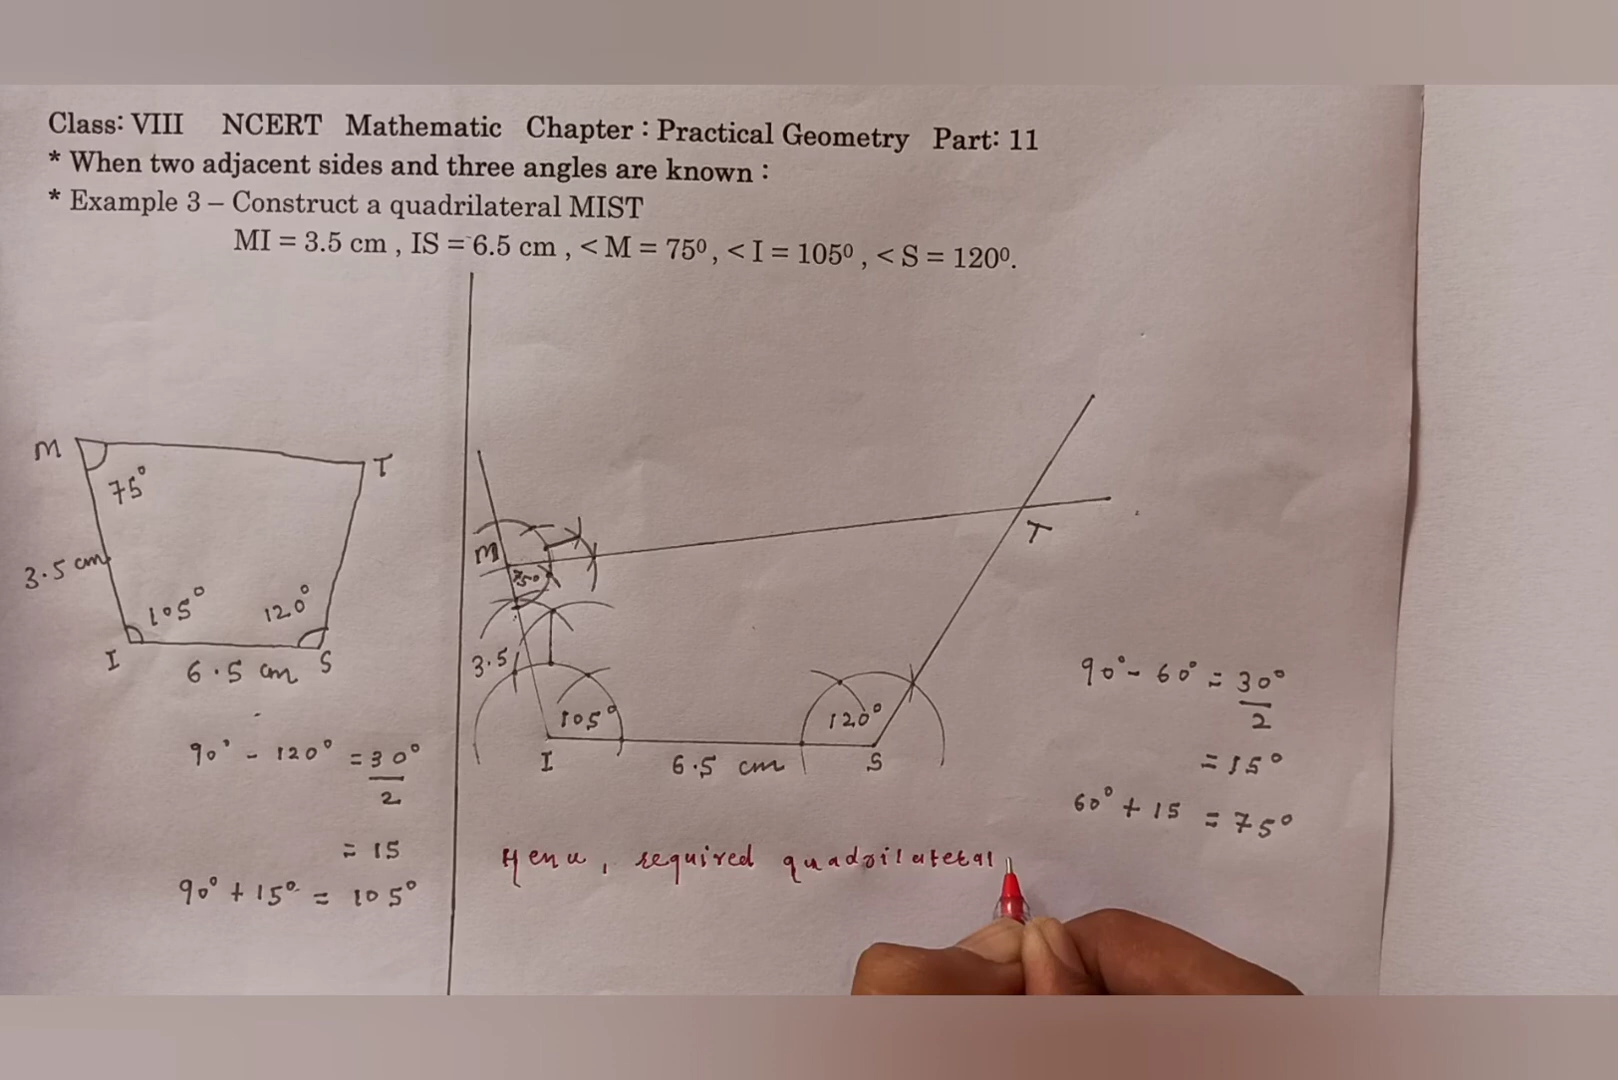 Class: VIII NCERT Mathematic Chapter : Practical Geometry Part: 11
* When two adjacent sides and three angles are known :
* Example 3 – Construct a quadrilateral MIST
MI = 3.5 cm , IS = 6.5 cm , < M = 75⁰ , < I = 105⁰ , < S = 120⁰.
M
T
75°
3.5 cm
105°
120°
I
6.5 cm
S
90° - 120° = 30°
2
= 15
90° + 15° = 105°
M
T
75°
3.5
105°
120°
I
6.5 cm
S
Hence, required quadrilateral
90° - 60° = 30°
2
= 15°
60° + 15 = 75°